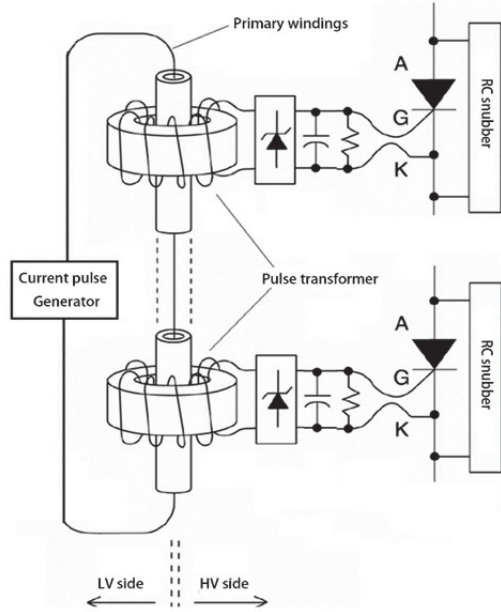 Primary windings
A
G
K
RC snubber
Current pulse
Generator
Pulse transformer
A
G
K
RC snubber
LV side
HV side